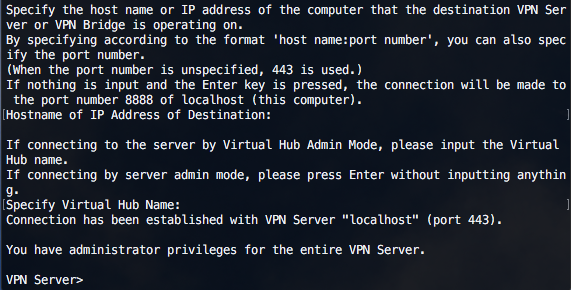 Specify the host name or IP address of the computer that the destination VPN Ser
ver or VPN Bridge is operating on.
By specifying according to the format 'host name:port number', you can also spec
ify the port number.
(When the port number is unspecified, 443 is used.)
If nothing is input and the Enter key is pressed, the connection will be made to
 the port number 8888 of localhost (this computer).
[Hostname of IP Address of Destination: ]
If connecting to the server by Virtual Hub Admin Mode, please input the Virtual
Hub name.
If connecting by server admin mode, please press Enter without inputting anythin
g.
[Specify Virtual Hub Name: ]
Connection has been established with VPN Server "localhost" (port 443).
You have administrator privileges for the entire VPN Server.
VPN Server>